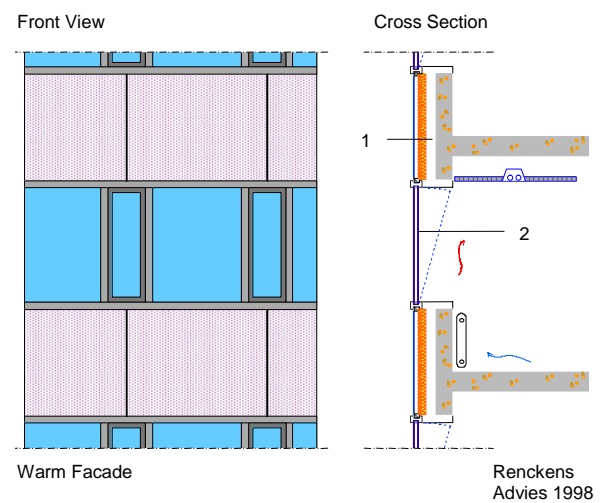 Front View
Cross Section
1
2
Warm Facade
Renckens
Advies 1998